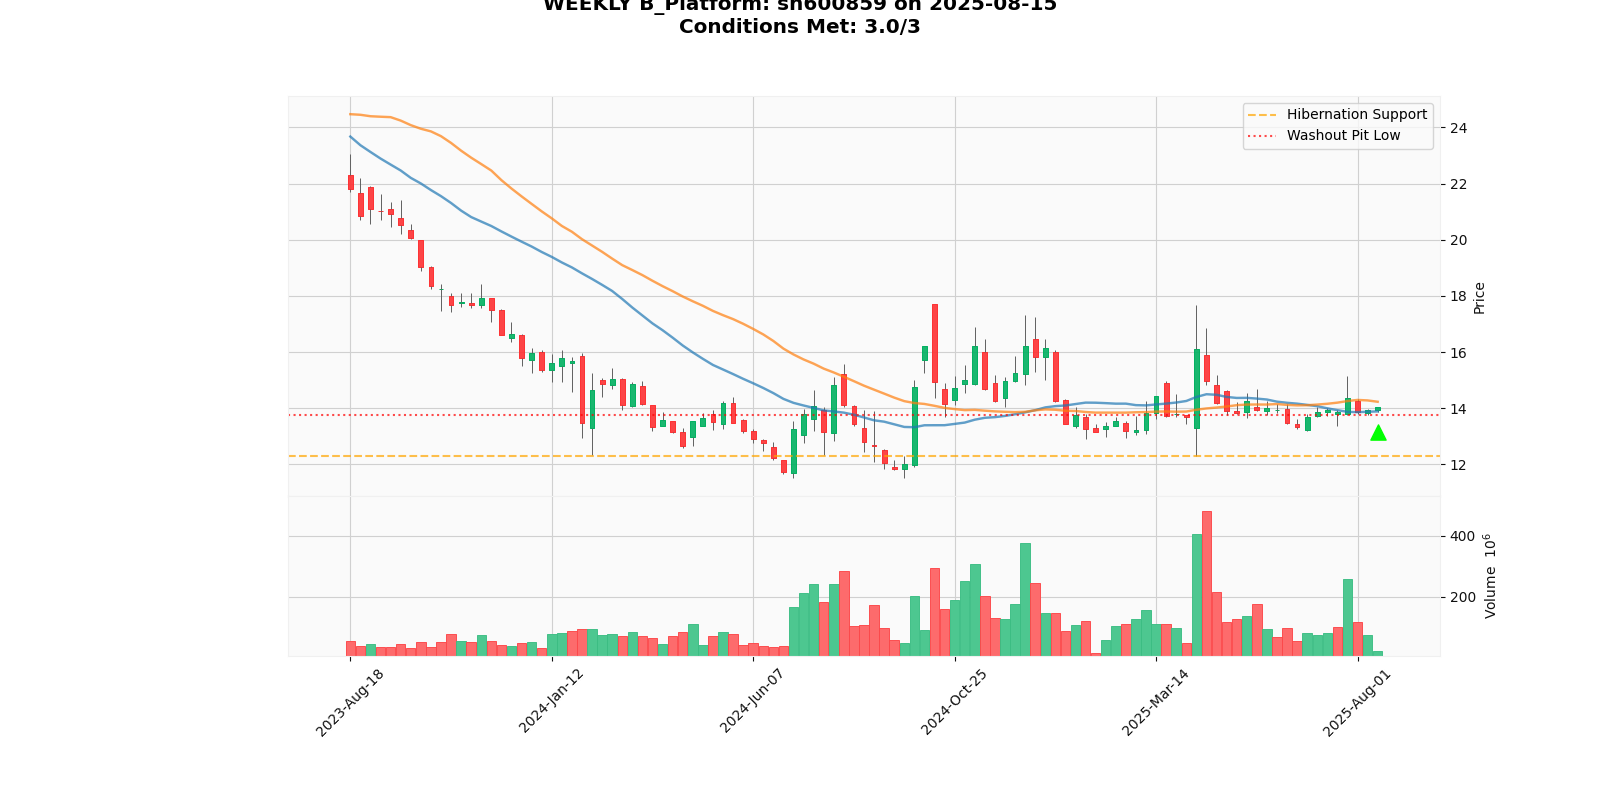 WEEKLY B_Platform: sh600859 on 2025-08-15
Conditions Met: 3.0/3
Hibernation Support
Washout Pit Low
24
22
20
18
16
14
12
Price
400
200
Volume 10⁶
2023-Aug-18
2024-Jan-12
2024-Jun-07
2024-Oct-25
2025-Mar-14
2025-Aug-01